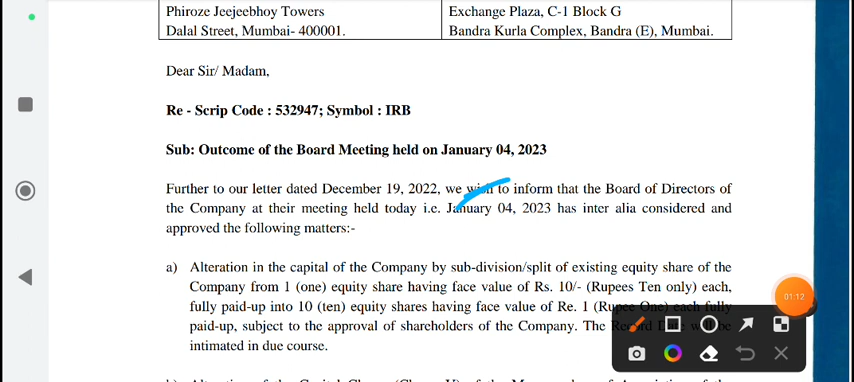 Phiroze Jeejeebhoy Towers
Dalal Street, Mumbai- 400001.
Exchange Plaza, C-1 Block G
Bandra Kurla Complex, Bandra (E), Mumbai.
Dear Sir/ Madam,
Re - Scrip Code : 532947; Symbol : IRB
Sub: Outcome of the Board Meeting held on January 04, 2023
Further to our letter dated December 19, 2022, we wish to inform that the Board of Directors of
the Company at their meeting held today i.e. January 04, 2023 has inter alia considered and
approved the following matters:-
a) Alteration in the capital of the Company by sub-division/split of existing equity share of the
Company from 1 (one) equity share having face value of Rs. 10/- (Rupees Ten only) each,
fully paid-up into 10 (ten) equity shares having face value of Re. 1 (Rupee One) each fully
paid-up, subject to the approval of shareholders of the Company. The Record Date will be
intimated in due course.
01:12